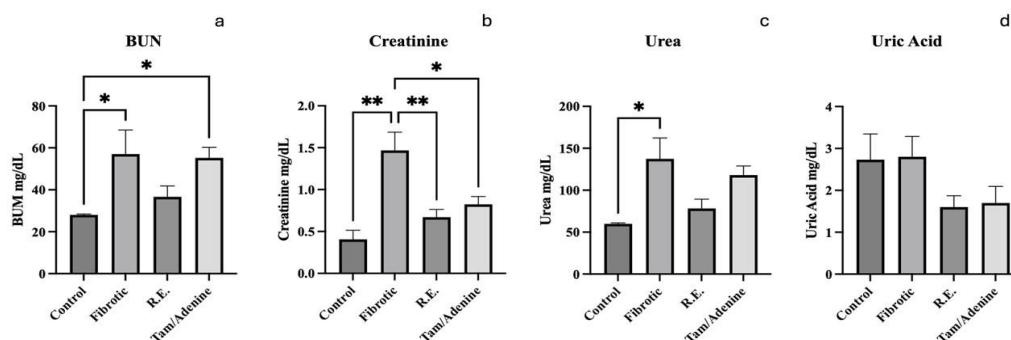 a
BUN
*
*
BUM mg/dL
80
60
40
20
0
Control
Fibrotic
R.E.
Tam/Adenine
b
Creatinine
*
**
**
Creatinine mg/dL
2.0
1.5
1.0
0.5
0.0
Control
Fibrotic
R.E.
Tam/Adenine
c
Urea
*
Urea mg/dL
200
150
100
50
0
Control
Fibrotic
R.E.
Tam/Adenine
d
Uric Acid
Uric Acid mg/dL
4
3
2
1
0
Control
Fibrotic
R.E.
Tam/Adenine